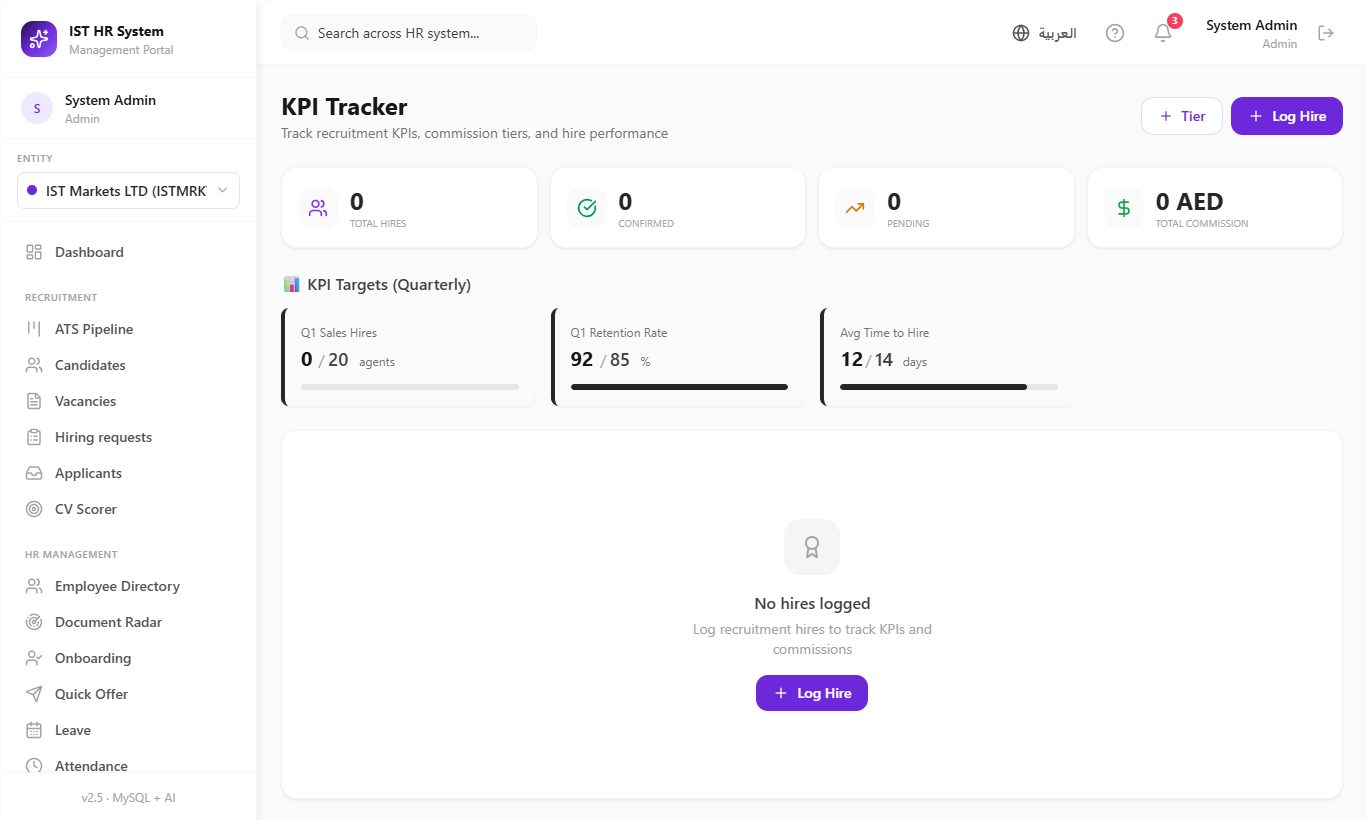 IST HR System
Management Portal
S
System Admin
Admin
ENTITY
IST Markets LTD (ISTMRK
Dashboard
RECRUITMENT
ATS Pipeline
Candidates
Vacancies
Hiring requests
Applicants
CV Scorer
HR MANAGEMENT
Employee Directory
Document Radar
Onboarding
Quick Offer
Leave
Attendance
v2.5 · MySQL + AI
Search across HR system...
العربية
3
System Admin
Admin
KPI Tracker
Track recruitment KPIs, commission tiers, and hire performance
+ Tier
+ Log Hire
0
TOTAL HIRES
0
CONFIRMED
0
PENDING
0 AED
TOTAL COMMISSION
📊 KPI Targets (Quarterly)
Q1 Sales Hires
0 / 20 agents
Q1 Retention Rate
92 / 85 %
Avg Time to Hire
12 / 14 days
No hires logged
Log recruitment hires to track KPIs and
commissions
+ Log Hire